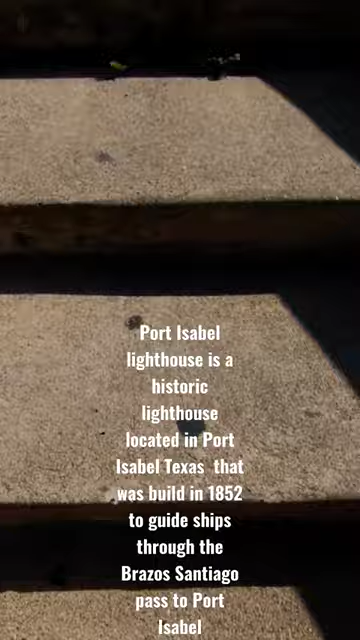 Port Isabel
lighthouse is a
historic
lighthouse
located in Port
Isabel Texas  that
was build in 1852
to guide ships
through the
Brazos Santiago
pass to Port
Isabel